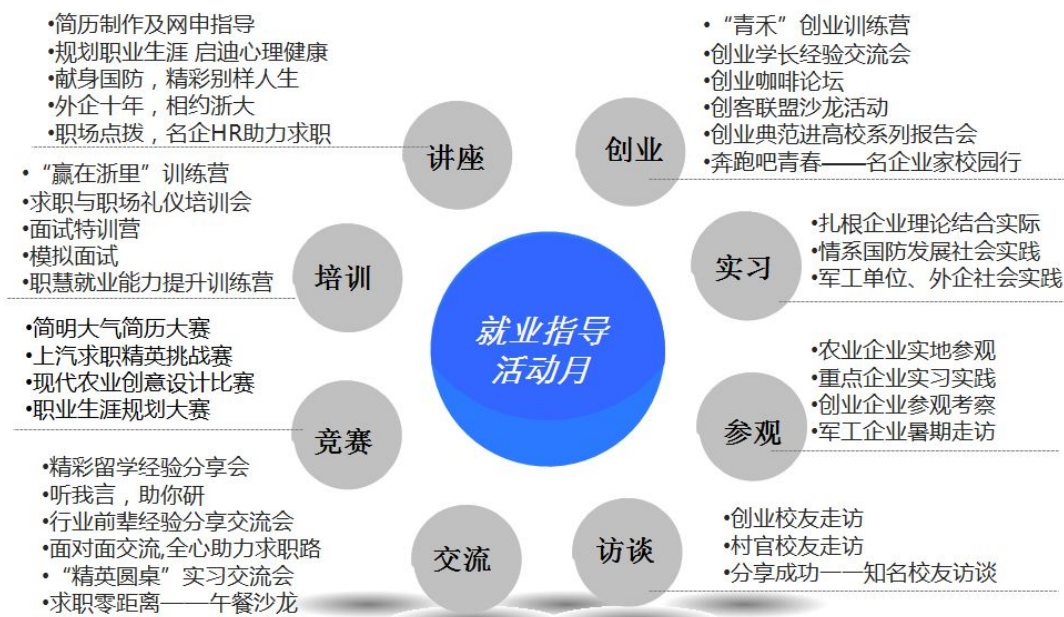 •简历制作及网申指导
•规划职业生涯 启迪心理健康
•献身国防，精彩别样人生
•外企十年，相约浙大
•职场点拨，名企HR助力求职
讲座
•“青禾”创业训练营
•创业学长经验交流会
•创业咖啡论坛
•创客联盟沙龙活动
•创业典范进高校系列报告会
•奔跑吧青春——名企业家校园行
创业
•“赢在浙里”训练营
•求职与职场礼仪培训会
•面试特训营
•模拟面试
•职慧就业能力提升训练营
培训
•扎根企业理论结合实际
•情系国防发展社会实践
•军工单位、外企社会实践
实习
就业指导
活动月
•简明大气简历大赛
•上汽求职精英挑战赛
•现代农业创意设计比赛
•职业生涯规划大赛
竞赛
•农业企业实地参观
•重点企业实习实践
•创业企业参观考察
•军工企业暑期走访
参观
•精彩留学经验分享会
•听我言，助你研
•行业前辈经验分享交流会
•面对面交流,全心助力求职路
•“精英圆桌”实习交流会
•求职零距离——午餐沙龙
交流
•创业校友走访
•村官校友走访
•分享成功——知名校友访谈
访谈